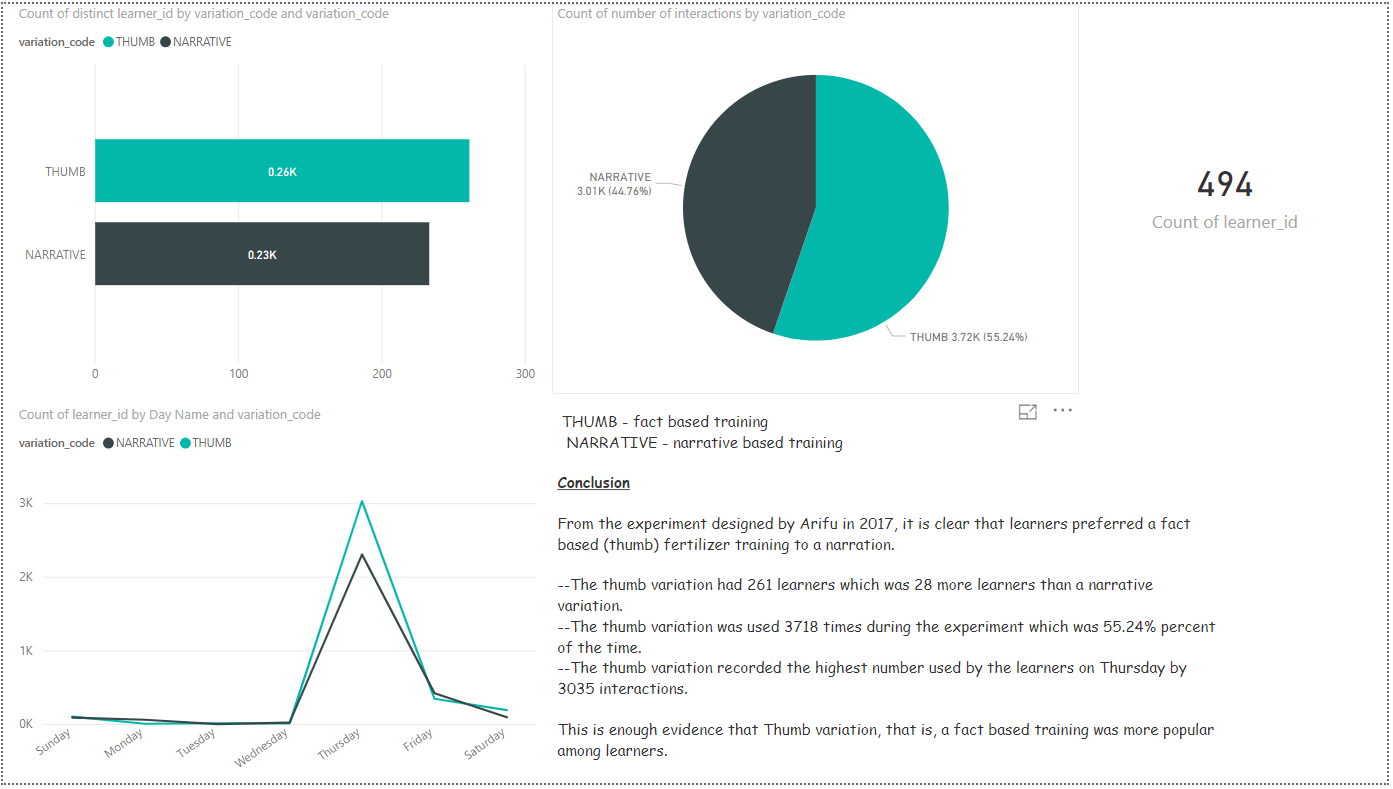 Count of distinct learner_id by variation_code and variation_code
variation_code THUMB NARRATIVE
THUMB
0.26K
NARRATIVE
0.23K
0 100 200 300
Count of number of interactions by variation_code
NARRATIVE
3.01K (44.76%)
THUMB 3.72K (55.24%)
494
Count of learner_id
Count of learner_id by Day Name and variation_code
variation_code NARRATIVE THUMB
3K
2K
1K
0K
Sunday Monday Tuesday Wednesday Thursday Friday Saturday
THUMB - fact based training
NARRATIVE - narrative based training
Conclusion
From the experiment designed by Arifu in 2017, it is clear that learners preferred a fact
based (thumb) fertilizer training to a narration.
--The thumb variation had 261 learners which was 28 more learners than a narrative
variation.
--The thumb variation was used 3718 times during the experiment which was 55.24% percent
of the time.
--The thumb variation recorded the highest number used by the learners on Thursday by
3035 interactions.
This is enough evidence that Thumb variation, that is, a fact based training was more popular
among learners.